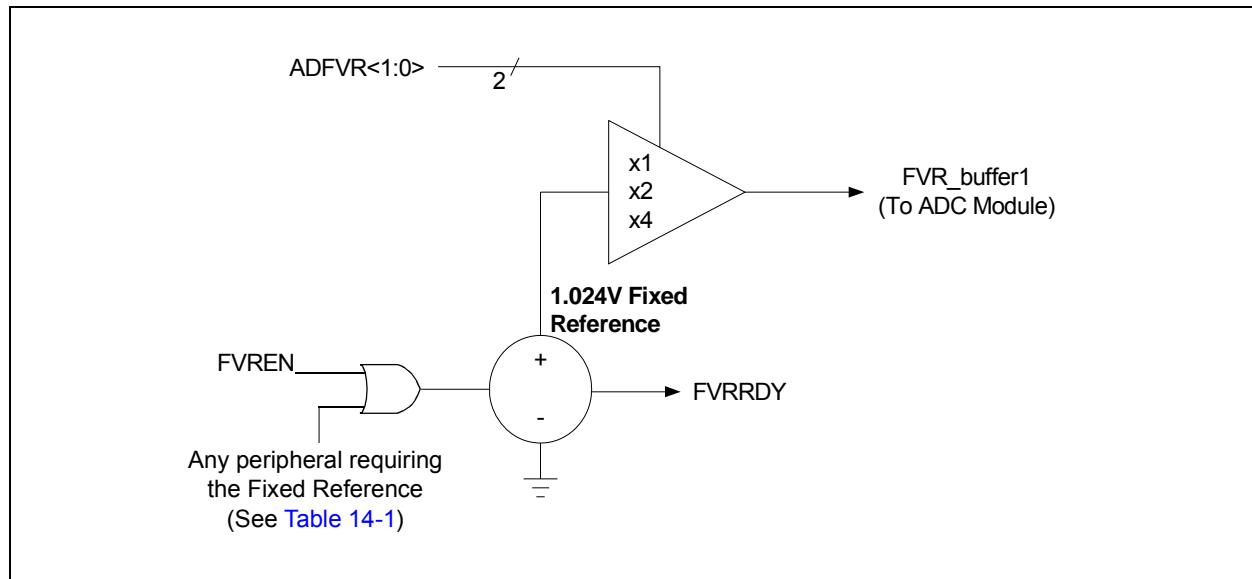 ADFVR<1:0>
2
x1
x2
x4
FVR_buffer1
(To ADC Module)
1.024V Fixed
Reference
FVREN
+
-
FVRRDY
Any peripheral requiring
the Fixed Reference
(See Table 14-1)